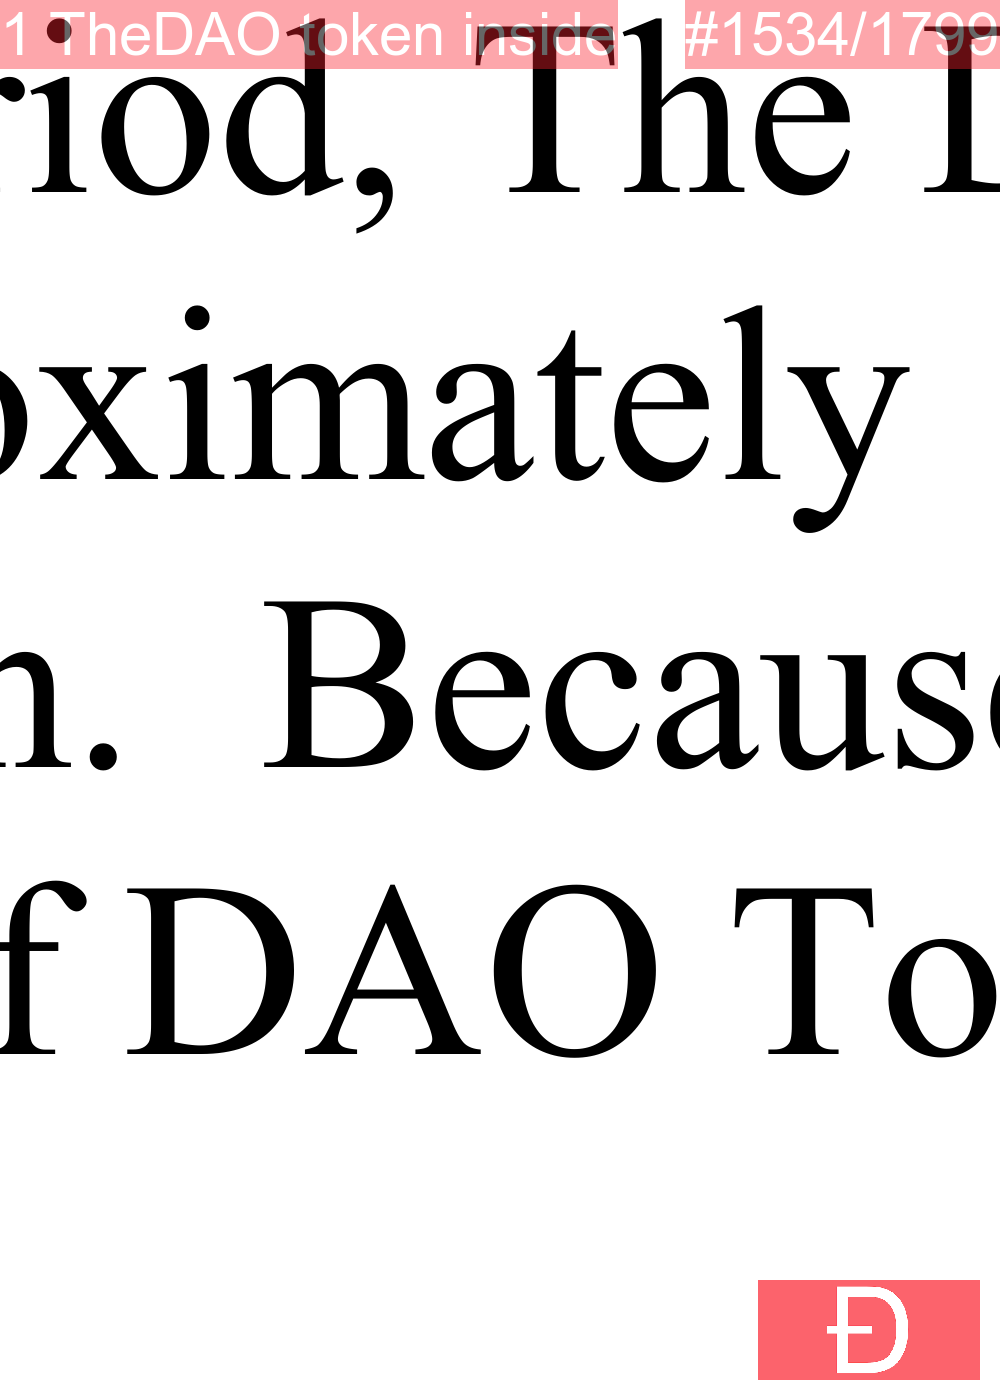 1 TheDAO token inside #1534/1799
riod, The D
oximately
n.  Because
f DAO To
Ð